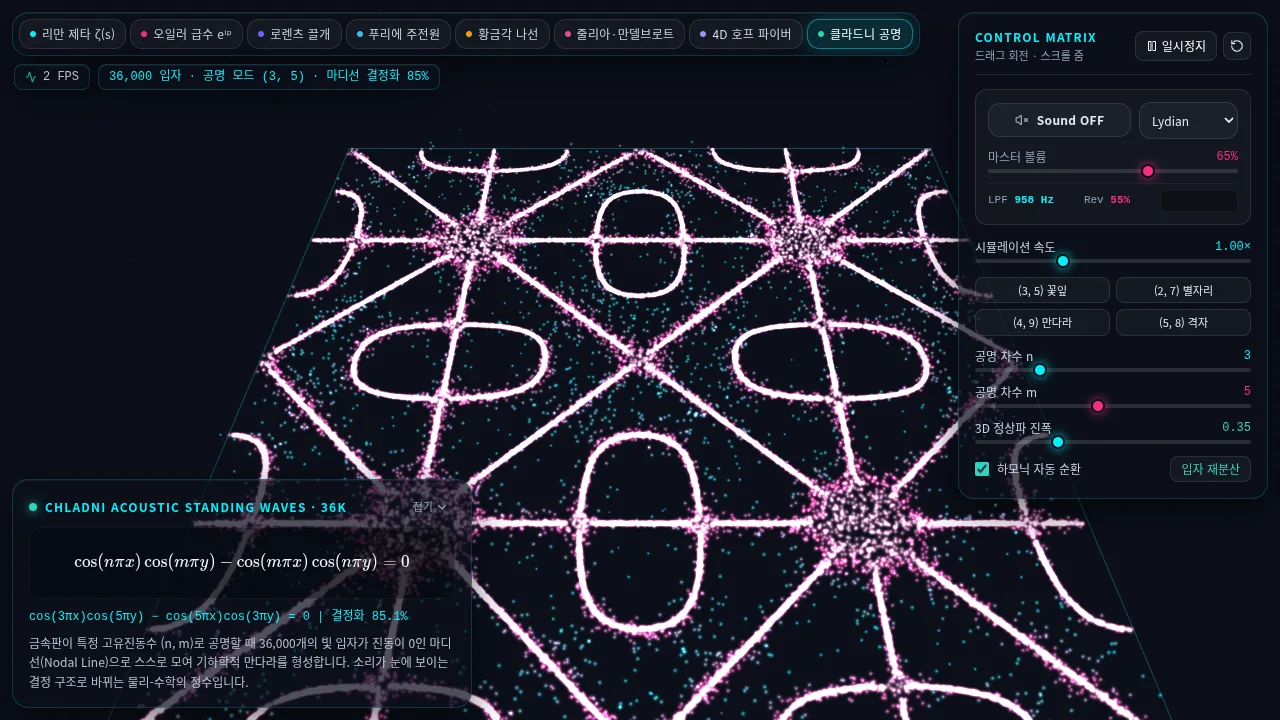 리만 제타 ζ(s)
오일러 급수 eⁱᵖ
로렌츠 끌개
푸리에 주전원
황금각 나선
줄리아·만델브로트
4D 호프 파이버
클라드니 공명
2 FPS
36,000 입자 · 공명 모드 (3, 5) · 마디선 결정화 85%
CONTROL MATRIX
드래그 회전 · 스크롤 줌
일시정지
Sound OFF
Lydian
마스터 볼륨 65%
LPF 958 Hz Rev 55%
시뮬레이션 속도 1.00×
(3, 5) 꽃잎
(2, 7) 별자리
(4, 9) 만다라
(5, 8) 격자
공명 차수 n 3
공명 차수 m 5
3D 정상파 진폭 0.35
하모닉 자동 순환
입자 재분산
CHLADNI ACOUSTIC STANDING WAVES · 36K
접기
cos(nπx) cos(mπy) − cos(mπx) cos(nπy) = 0
cos(3πx)cos(5πy) − cos(5πx)cos(3πy) = 0 | 결정화 85.1%
금속판이 특정 고유진동수 (n, m)로 공명할 때 36,000개의 빛 입자가 진동이 0인 마디
선(Nodal Line)으로 스스로 모여 기하학적 만다라를 형성합니다. 소리가 눈에 보이는
결정 구조로 바뀌는 물리-수학의 정수입니다.